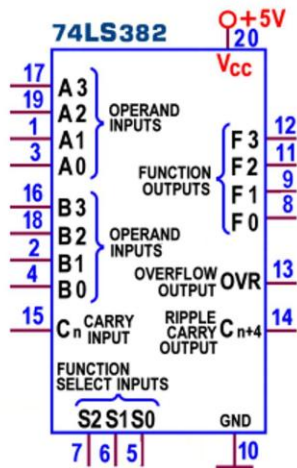 74LS382
+5V
20
VCC
17 A3
19 A2
1 A1
3 A0
OPERAND
INPUTS
16 B3
18 B2
2 B1
4 B0
OPERAND
INPUTS
15 Cn CARRY
INPUT
FUNCTION
OUTPUTS
F3 12
F2 11
F1 9
F0 8
OVERFLOW
OUTPUT OVR 13
RIPPLE
CARRY
OUTPUT Cn+4 14
FUNCTION
SELECT INPUTS
S2 S1 S0
7 6 5
GND
10